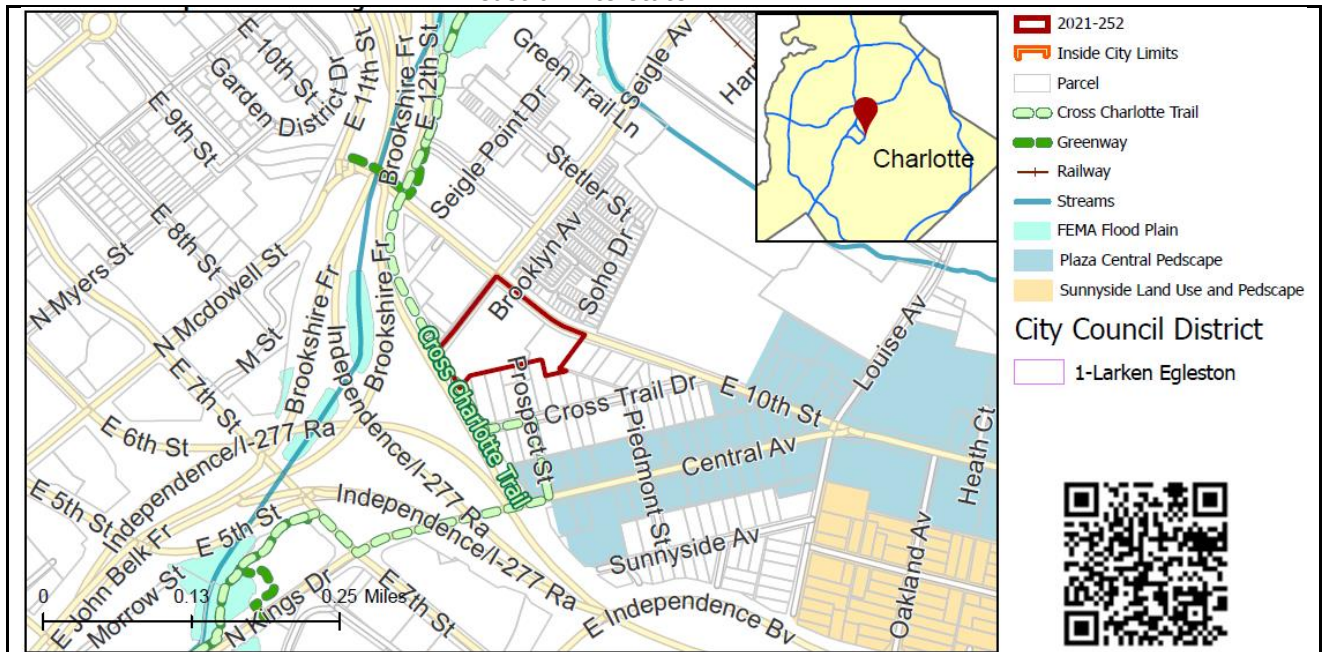 E 10th St
Garden District Dr
E 11th St
Brookshire Fr
E 12th St
Green Trail Ln
Seigle Av
Har
E 9th St
Seigle Point Dr
Stetler St
Brookshire Fr
E 8th St
Brooklyn Av
Soho Dr
N Myers St
N Mcdowell St
M St
Brookshire Fr
Independence/I-277 Ra
Brookshire Fr
Cross Charlotte Trail
Prospect St
Cross Trail Dr
Piedmont St
E 10th St
Louise Av
Heath Ct
Central Av
E 7th St
E 6th St
Independence/I-277 Ra
E 5th St
Independence/I-277 Ra
E 5th St
E John Belk Fr
Morrow St
N Kings Dr
E 7th St
Sunnyside Av
E Independence Bv
Oakland Av
0
0.13
0.25 Miles
Charlotte
2021-252
Inside City Limits
Parcel
Cross Charlotte Trail
Greenway
Railway
Streams
FEMA Flood Plain
Plaza Central Pedscape
Sunnyside Land Use and Pedscape
City Council District
1-Larken Egleston